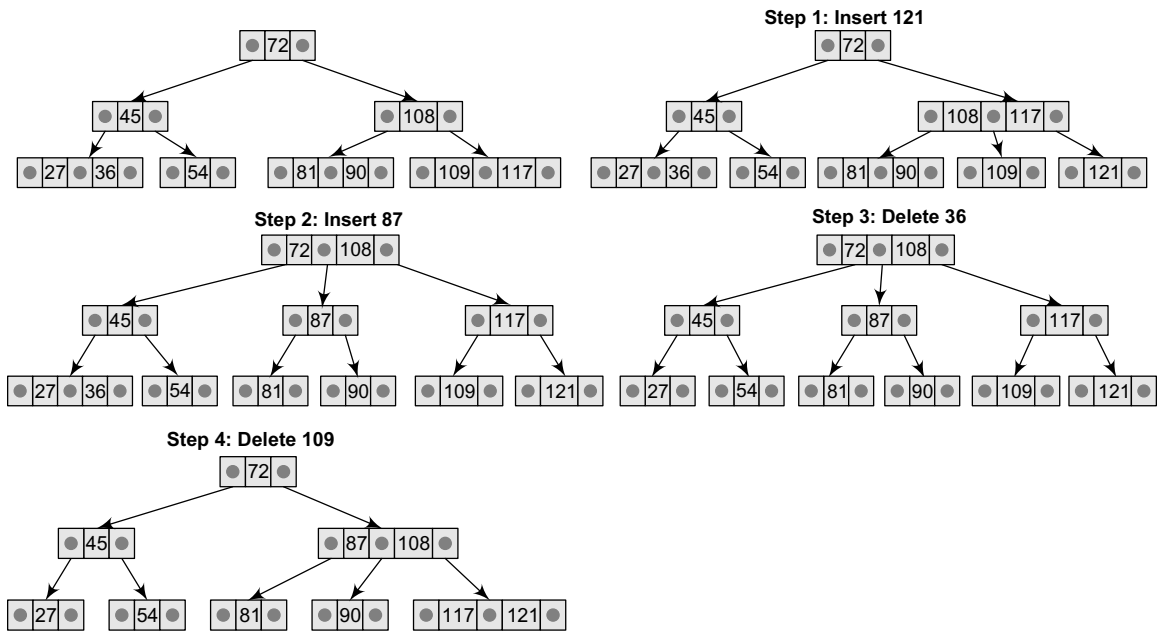 72
45 108
27 36 54 81 90 109 117
Step 1: Insert 121
72
45 108 117
27 36 54 81 90 109 121
Step 2: Insert 87
72 108
45 87 117
27 36 54 81 90 109 121
Step 3: Delete 36
72 108
45 87 117
27 54 81 90 109 121
Step 4: Delete 109
72
45 87 108
27 54 81 90 117 121